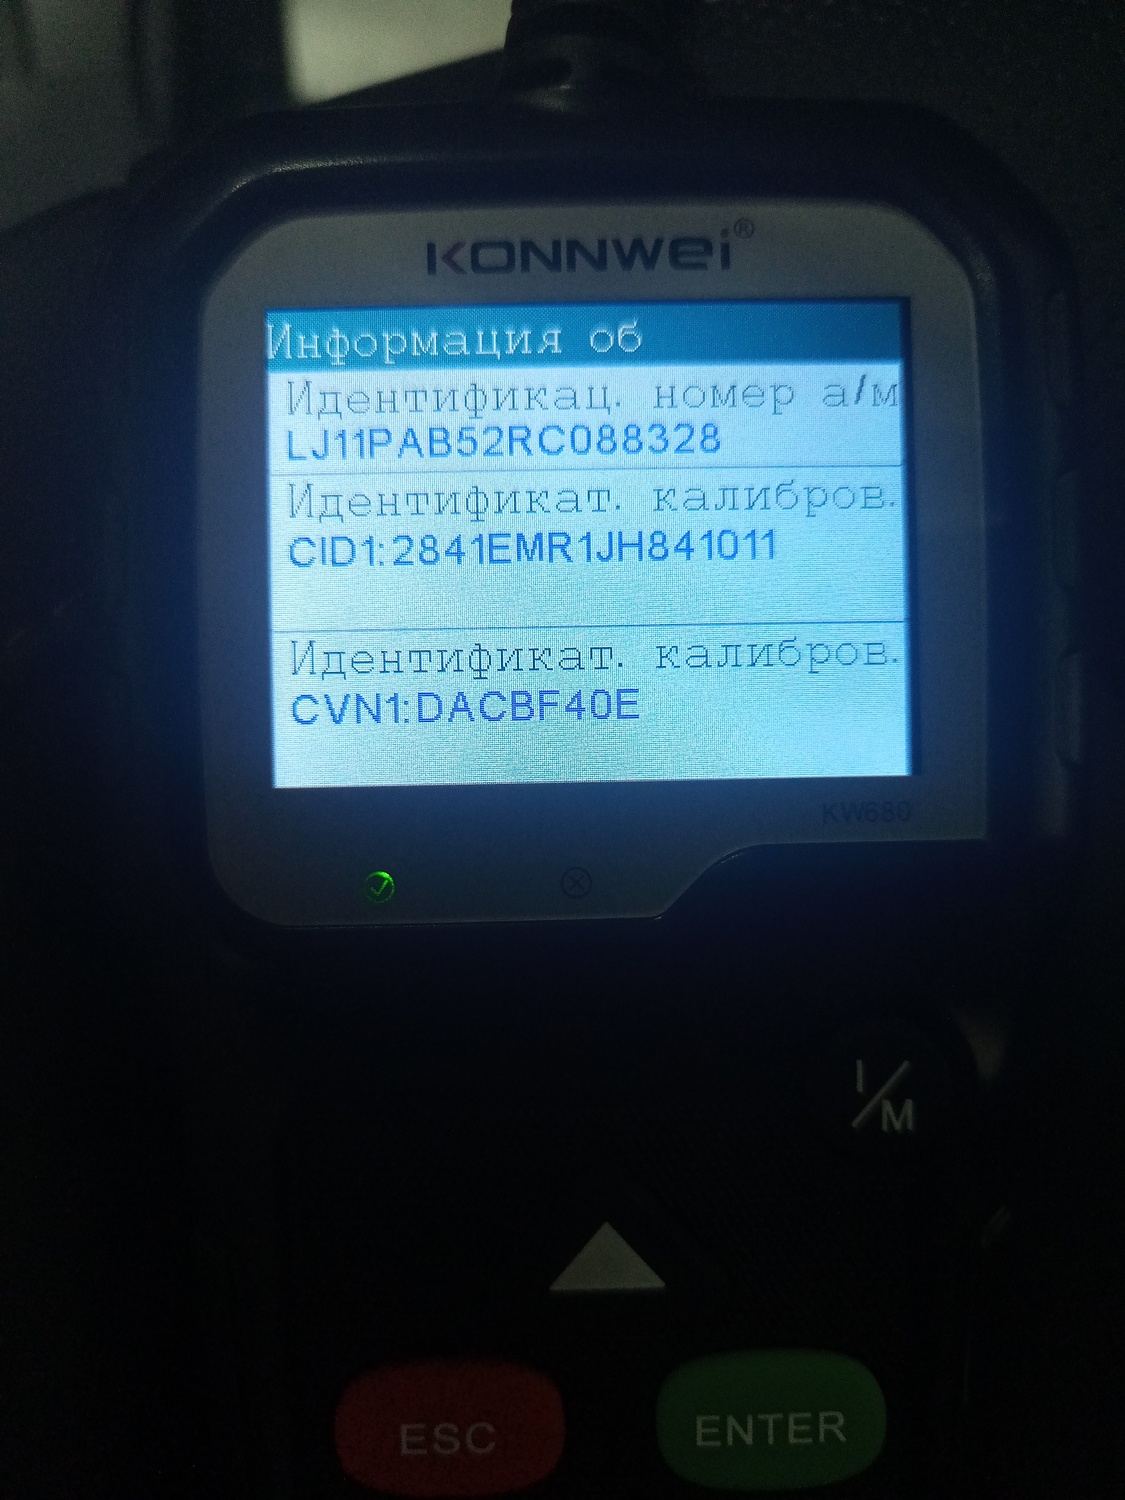 KONNWEI®
Информация об
Идентификац. номер а/м
LJ11PAB52RC088328
Идентификат. калибров.
CID1:2841EMR1JH841011
Идентификат. калибров.
CVN1:DACBF40E
KW680
I/M
ESC
ENTER